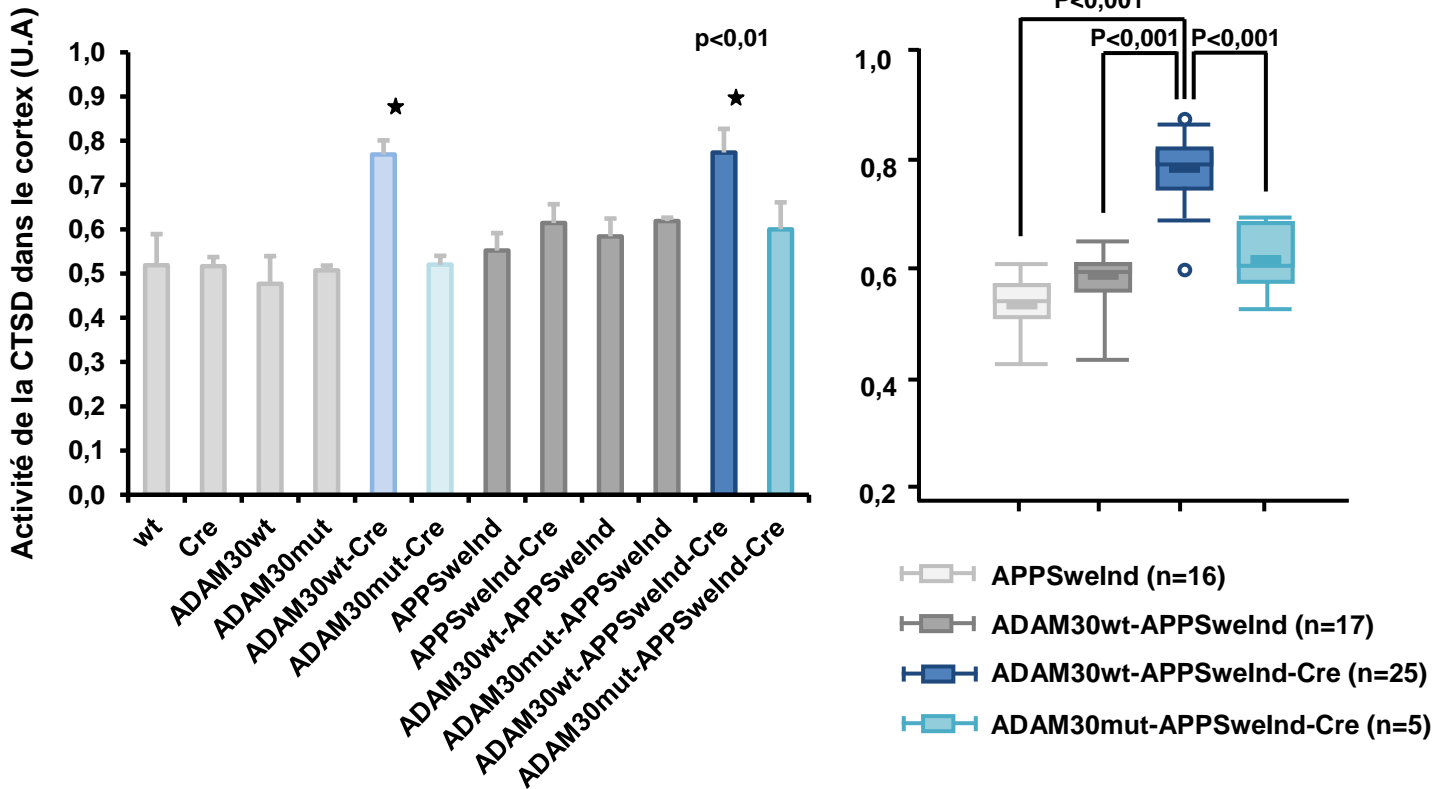 Activité de la CTSD dans le cortex (U.A)
1,0
0,9
0,8
0,7
0,6
0,5
0,4
0,3
0,2
0,1
0,0
p<0,01
wt
Cre
ADAM30wt
ADAM30mut
ADAM30wt-Cre
ADAM30mut-Cre
APPSweInd
APPSweInd-Cre
ADAM30wt-APPSweInd
ADAM30mut-APPSweInd
ADAM30wt-APPSweInd-Cre
ADAM30mut-APPSweInd-Cre
P<0,001
P<0,001 P<0,001
1,0
0,8
0,6
0,4
0,2
APPSweInd (n=16)
ADAM30wt-APPSweInd (n=17)
ADAM30wt-APPSweInd-Cre (n=25)
ADAM30mut-APPSweInd-Cre (n=5)